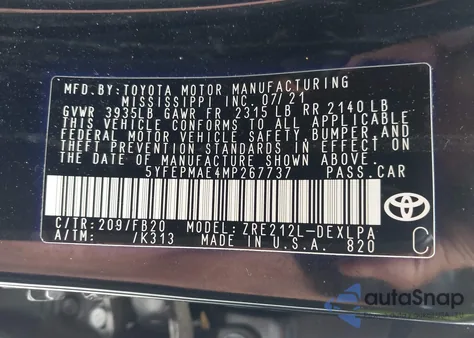 MFD.BY:TOYOTA MOTOR MANUFACTURING
MISSISSIPPI INC. 07/21
GVWR 3935LB GAWR FR 2315 LB RR 2140 LB
THIS VEHICLE CONFORMS TO ALL APPLICABLE
FEDERAL MOTOR VEHICLE SAFETY, BUMPER, AND
THEFT PREVENTION STANDARDS IN EFFECT ON
THE DATE OF MANUFACTURE SHOWN ABOVE.
5YFEPMAE4MP267737 PASS.CAR
C/TR:209/FB20 MODEL:ZRE212L-DEXLPA
A/TM: /K313 MADE IN U.S.A. 820
TOYOTA
C
autoSnap